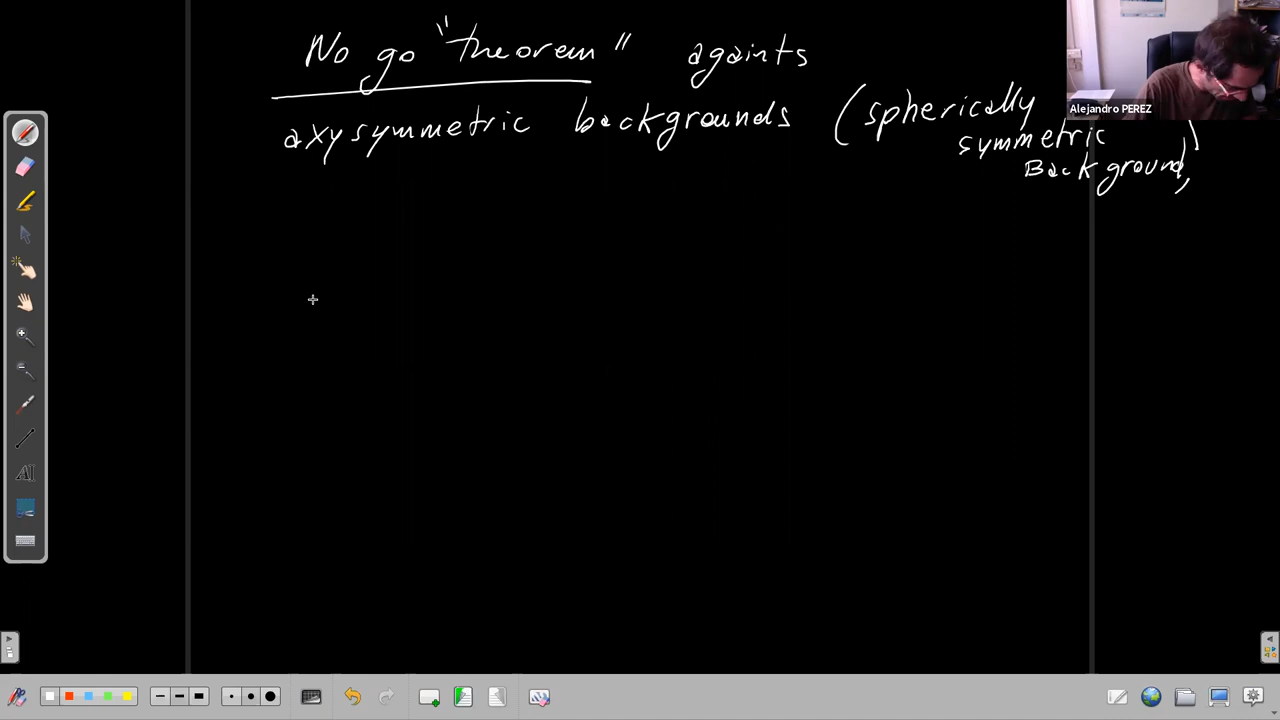 No go "theorem" againts
axysymmetric backgrounds (spherically
symmetric
Background)
Alejandro PEREZ